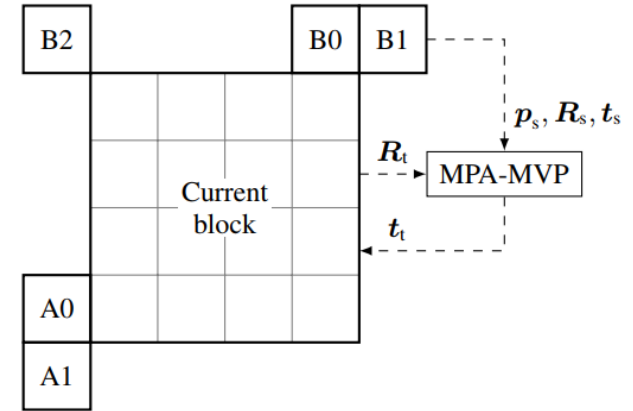 B2
B0
B1
p_s, R_s, t_s
R_t
MPA-MVP
Current
block
t_t
A0
A1